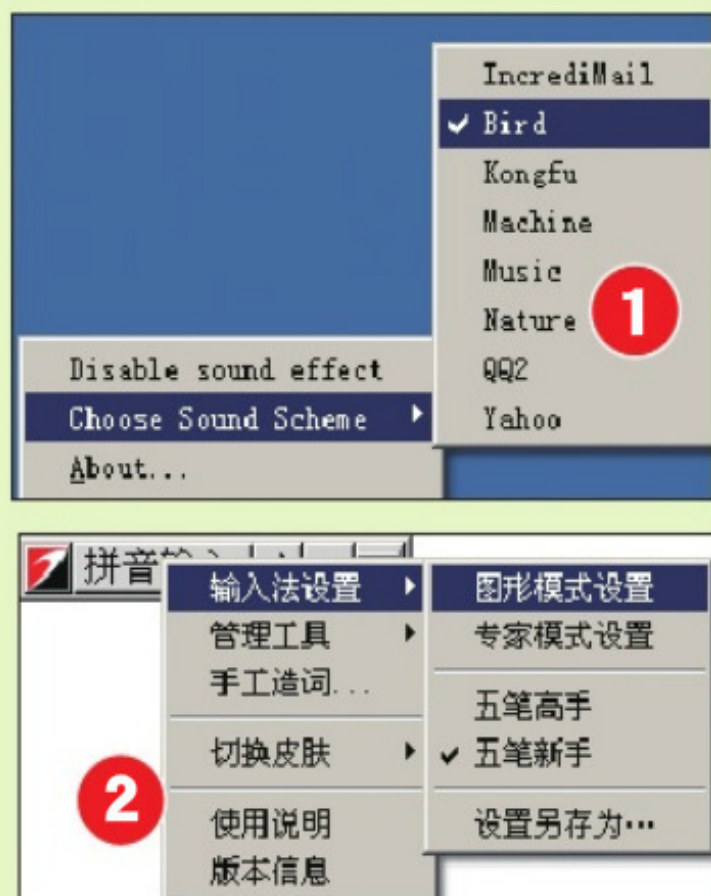 IncrediMail
Bird
Kongfu
Machine
Music
Nature
QQ2
Yahoo
1
Disable sound effect
Choose Sound Scheme
About...
拼音
输入法设置
管理工具
手工造词...
切换皮肤
使用说明
版本信息
图形模式设置
专家模式设置
五笔高手
五笔新手
设置另存为…
2